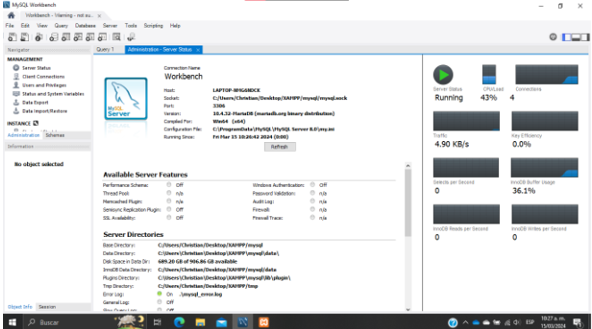 MySQL Workbench
Workbench - Warning - not su...
File Edit View Query Database Server Tools Scripting Help
Navigator
Query 1 Administration - Server Status
MANAGEMENT
Server Status
Client Connections
Users and Privileges
Status and System Variables
Data Export
Data Import/Restore
INSTANCE
Administration Schemas
Information
No object selected
Object Info Session
Connection Name
Workbench
MySQL
Server
Host: LAPTOP-WHG6NDCK
Socket: C:/Users/Christian/Desktop/XAMPP/mysql/mysql.sock
Port: 3306
Version: 10.4.32-MariaDB (mariadb.org binary distribution)
Compiled For: Win64 (x64)
Configuration File: C:\ProgramData\MySQL\MySQL Server 8.0\my.ini
Running Since: Fri Mar 15 10:26:42 2024 (0:00)
Refresh
Available Server Features
Performance Schema: Off Windows Authentication: Off
Thread Pool: n/a Password Validation: n/a
Memcached Plugin: n/a Audit Log: n/a
Semisync Replication Plugin: Off Firewall: n/a
SSL Availability: Off Firewall Trace: n/a
Server Directories
Base Directory: C:/Users/Christian/Desktop/XAMPP/mysql
Data Directory: C:\Users\Christian\Desktop\XAMPP\mysql\data\
Disk Space in Data Dir: 689.20 GB of 906.86 GB available
InnoDB Data Directory: C:/Users/Christian/Desktop/XAMPP/mysql/data
Plugins Directory: C:\Users\Christian\Desktop\XAMPP\mysql\lib\plugin\
Tmp Directory: C:/Users/Christian/Desktop/XAMPP/tmp
Error Log: On .\mysql_error.log
General Log: Off
Slow Query Log: Off
Server Status
Running
CPU/Load
43%
Connections
4
Traffic
4.90 KB/s
Key Efficiency
0.0%
Selects per Second
0
InnoDB Buffer Usage
36.1%
InnoDB Reads per Second
0
InnoDB Writes per Second
0
Buscar
ESP
10:27 a. m.
15/03/2024